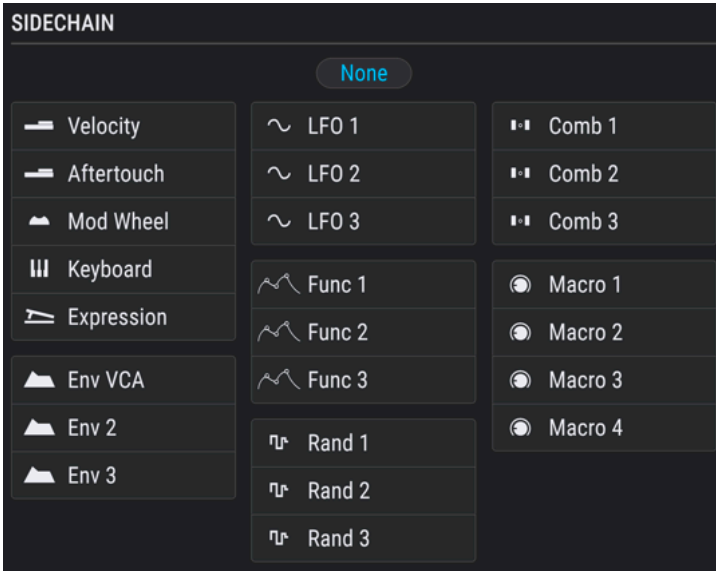 SIDECHAIN
None
Velocity
Aftertouch
Mod Wheel
Keyboard
Expression
Env VCA
Env 2
Env 3
LFO 1
LFO 2
LFO 3
Func 1
Func 2
Func 3
Rand 1
Rand 2
Rand 3
Comb 1
Comb 2
Comb 3
Macro 1
Macro 2
Macro 3
Macro 4